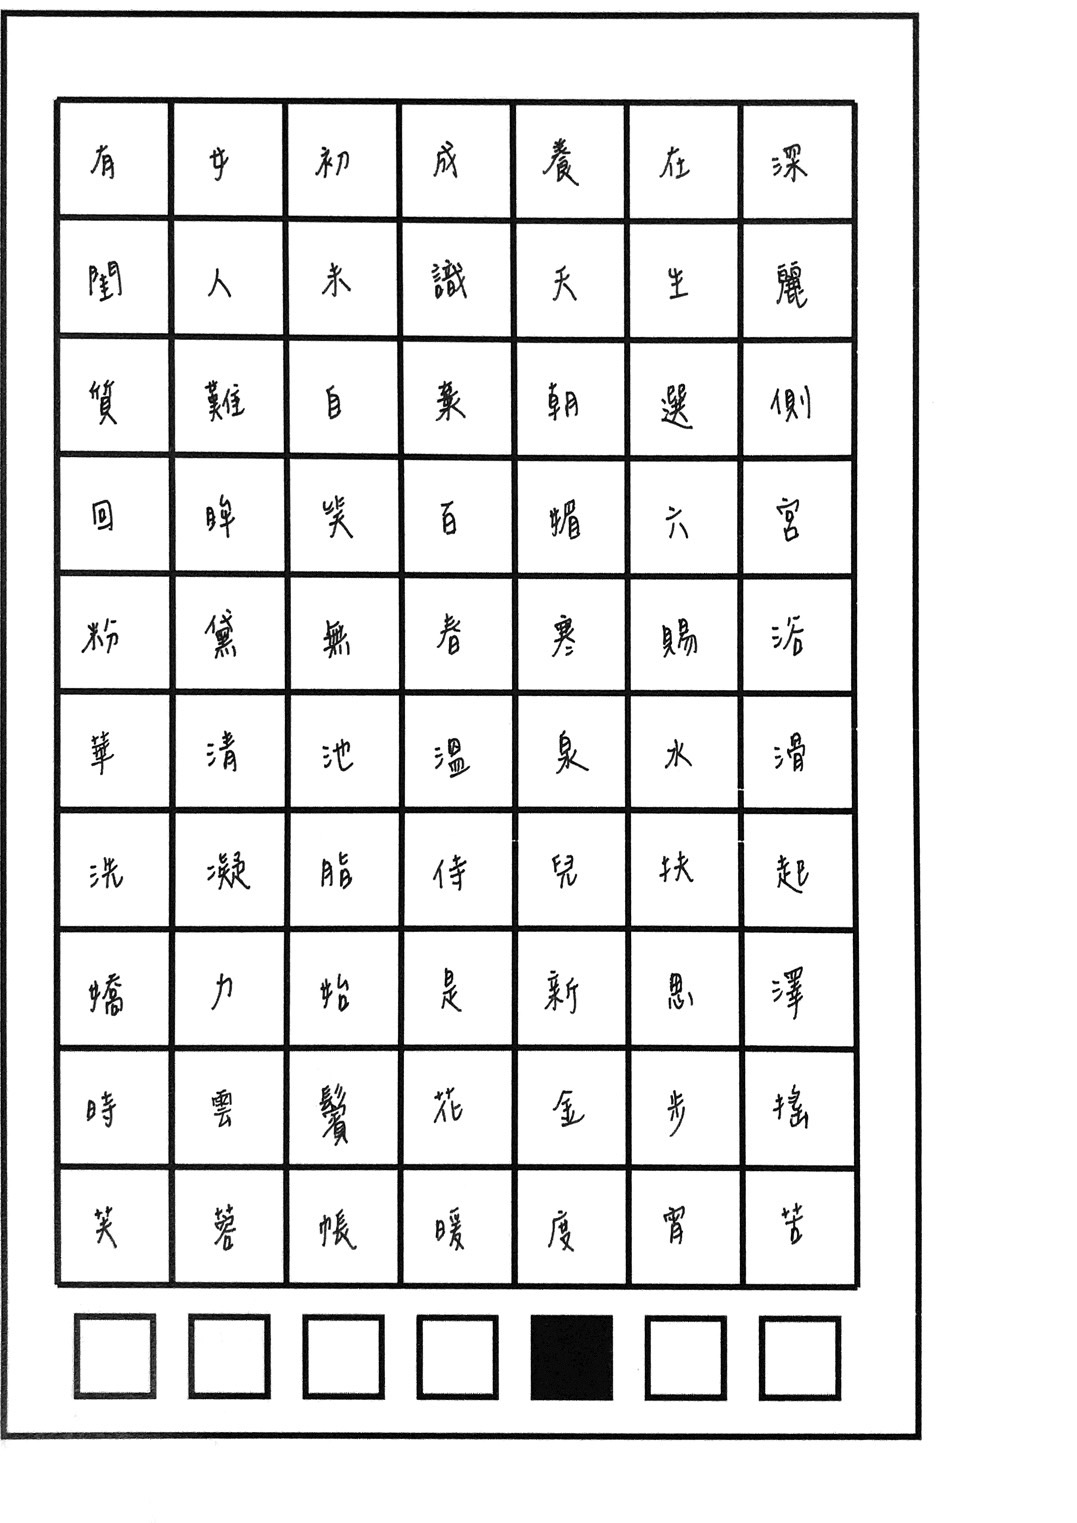 有女初成養在深
閨人未識天生麗
質難自棄朝選側
回眸笑百媚六宮
粉黛無春寒賜浴
華清池溫泉水滑
洗凝脂侍兒扶起
嬌力始是新恩澤
時雲鬢花金步搖
芙蓉帳暖度宵苦